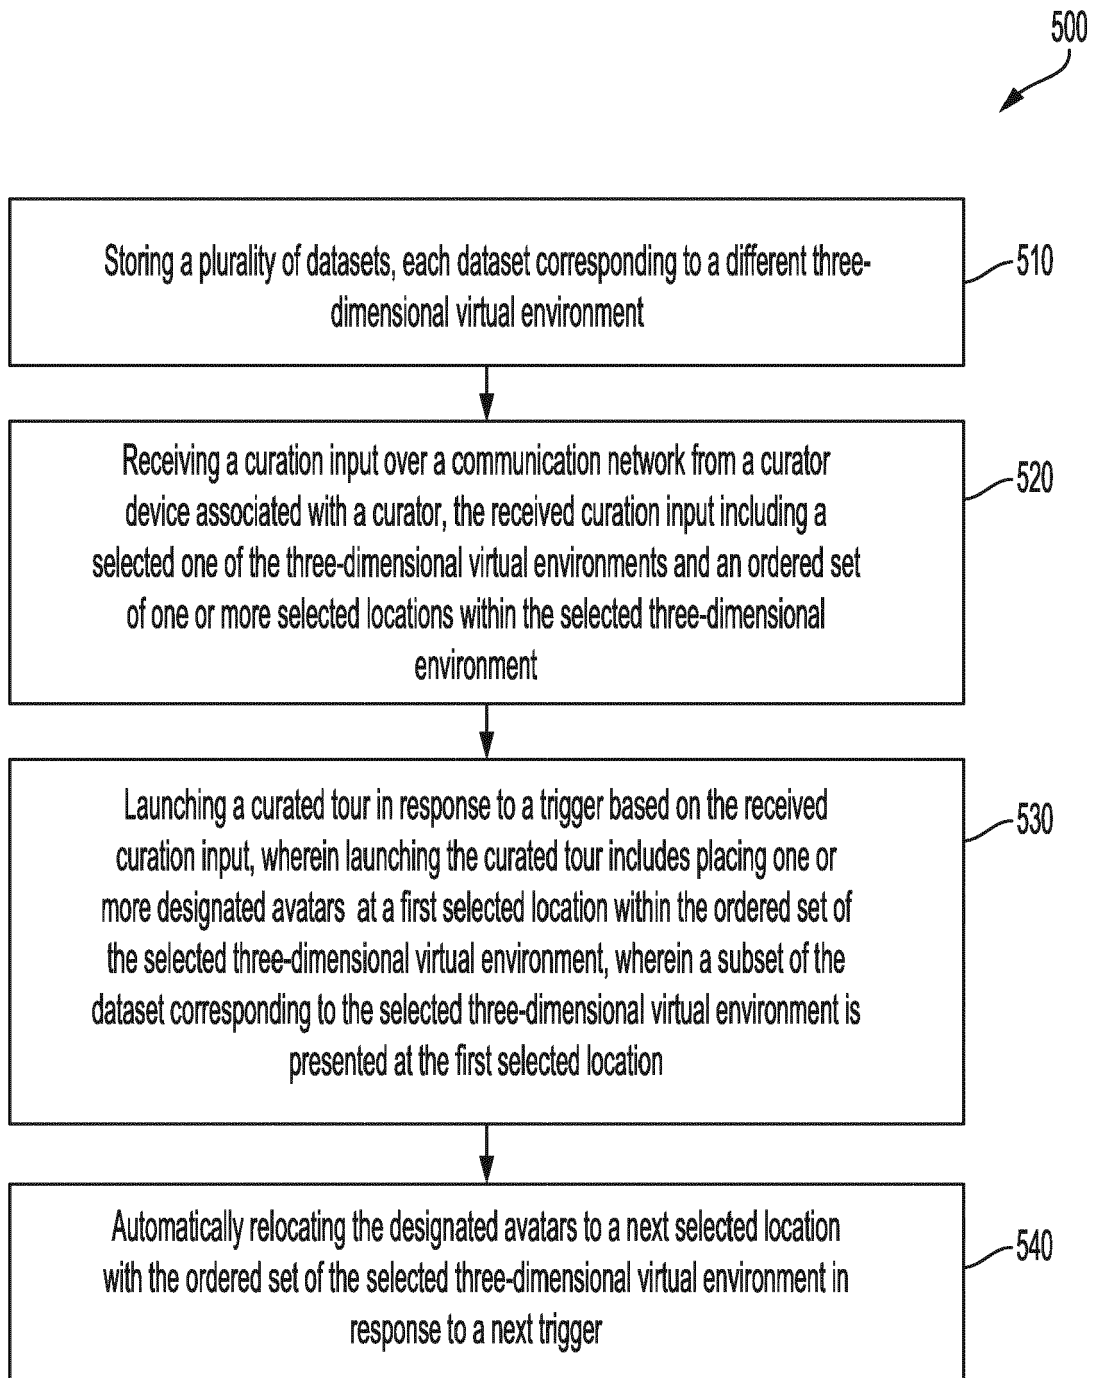 500
Storing a plurality of datasets, each dataset corresponding to a different three-
dimensional virtual environment
510
Receiving a curation input over a communication network from a curator
device associated with a curator, the received curation input including a
selected one of the three-dimensional virtual environments and an ordered set
of one or more selected locations within the selected three-dimensional
environment
520
Launching a curated tour in response to a trigger based on the received
curation input, wherein launching the curated tour includes placing one or
more designated avatars at a first selected location within the ordered set of
the selected three-dimensional virtual environment, wherein a subset of the
dataset corresponding to the selected three-dimensional virtual environment is
presented at the first selected location
530
Automatically relocating the designated avatars to a next selected location
with the ordered set of the selected three-dimensional virtual environment in
response to a next trigger
540